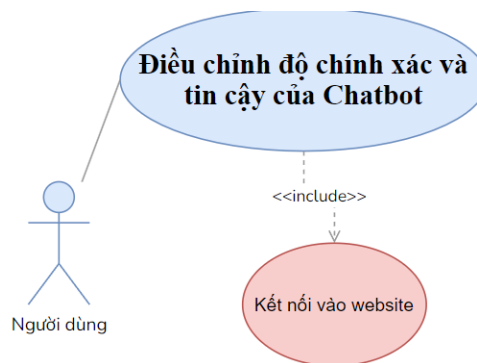 Điều chỉnh độ chính xác và
tin cậy của Chatbot
<<include>>
Kết nối vào website
Người dùng